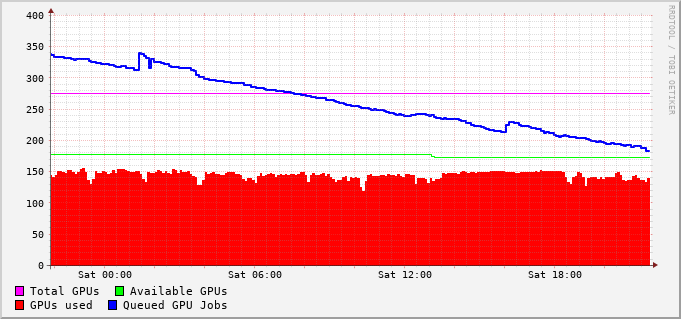 400
350
300
250
200
150
100
50
0
Sat 00:00 Sat 06:00 Sat 12:00 Sat 18:00
Total GPUs Available GPUs
GPUs used Queued GPU Jobs
RRDTOOL / TOBI OETIKER